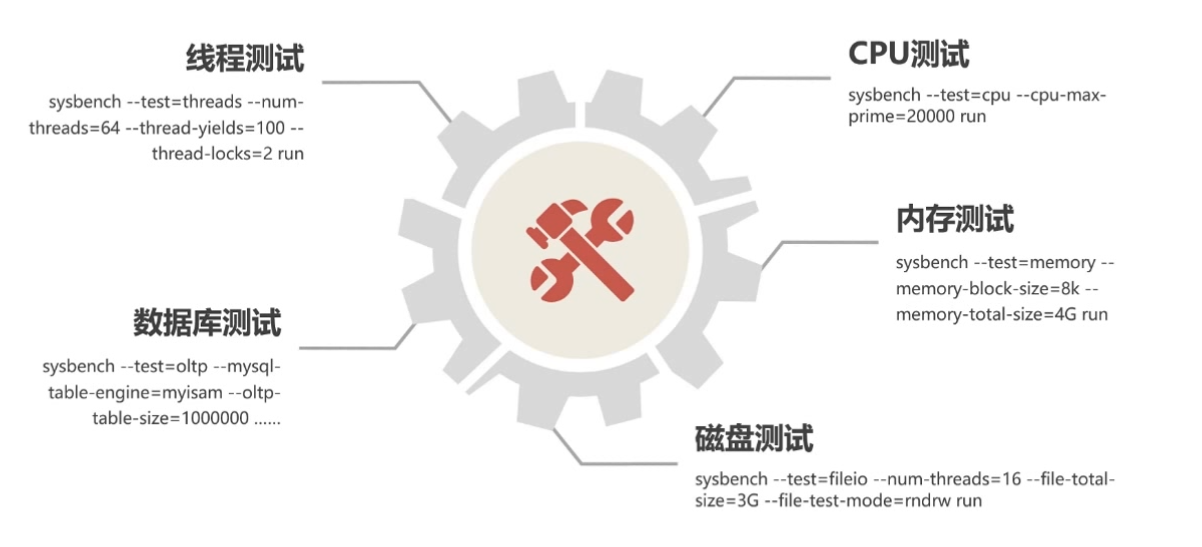 线程测试
sysbench --test=threads --num-
threads=64 --thread-yields=100 --
thread-locks=2 run
CPU测试
sysbench --test=cpu --cpu-max-
prime=20000 run
内存测试
sysbench --test=memory --
memory-block-size=8k --
memory-total-size=4G run
数据库测试
sysbench --test=oltp --mysql-
table-engine=myisam --oltp-
table-size=1000000 ......
磁盘测试
sysbench --test=fileio --num-threads=16 --file-total-
size=3G --file-test-mode=rndrw run